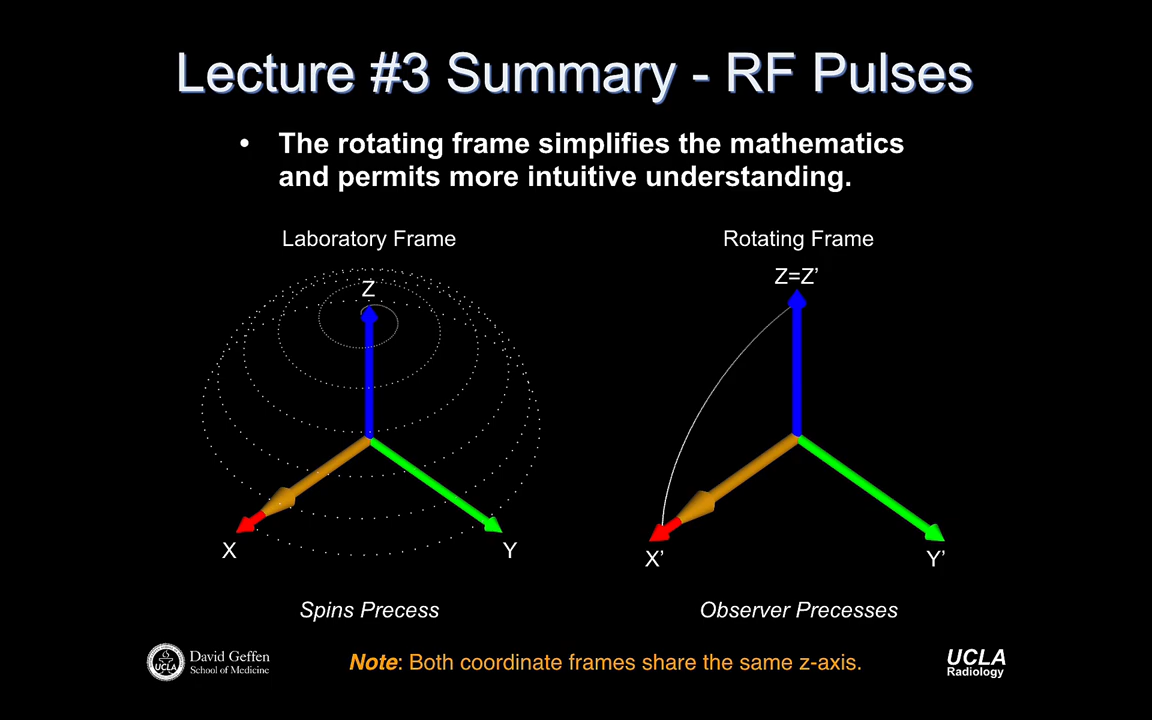 Lecture #3 Summary - RF Pulses
• The rotating frame simplifies the mathematics
and permits more intuitive understanding.
Laboratory Frame
Rotating Frame
Z
Z=Z’
X
Y
X’
Y’
Spins Precess
Observer Precesses
UCLA
David Geffen
School of Medicine
Note: Both coordinate frames share the same z-axis.
UCLA
Radiology